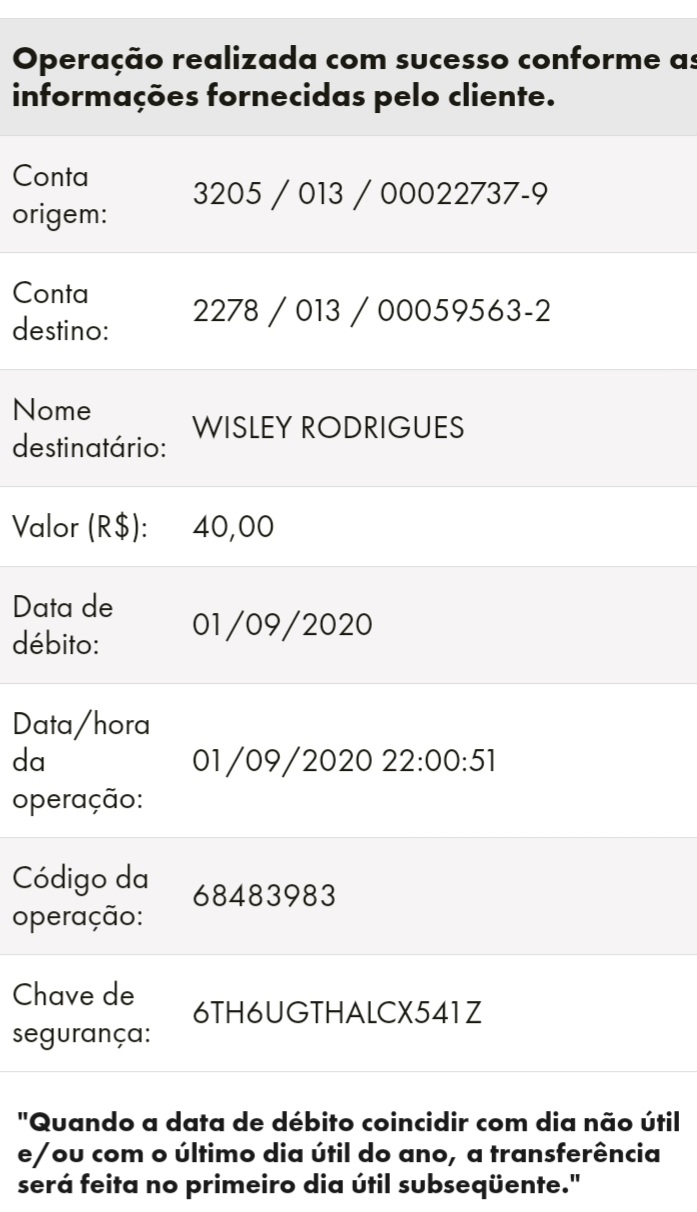 Operação realizada com sucesso conforme as
informações fornecidas pelo cliente.
Conta
origem:
3205 / 013 / 00022737-9
Conta
destino:
2278 / 013 / 00059563-2
Nome
destinatário:
WISLEY RODRIGUES
Valor (R$):
40,00
Data de
débito:
01/09/2020
Data/hora
da
operação:
01/09/2020 22:00:51
Código da
operação:
68483983
Chave de
segurança:
6TH6UGTHALCX541Z
"Quando a data de débito coincidir com dia não útil
e/ou com o último dia útil do ano, a transferência
será feita no primeiro dia útil subseqüente."